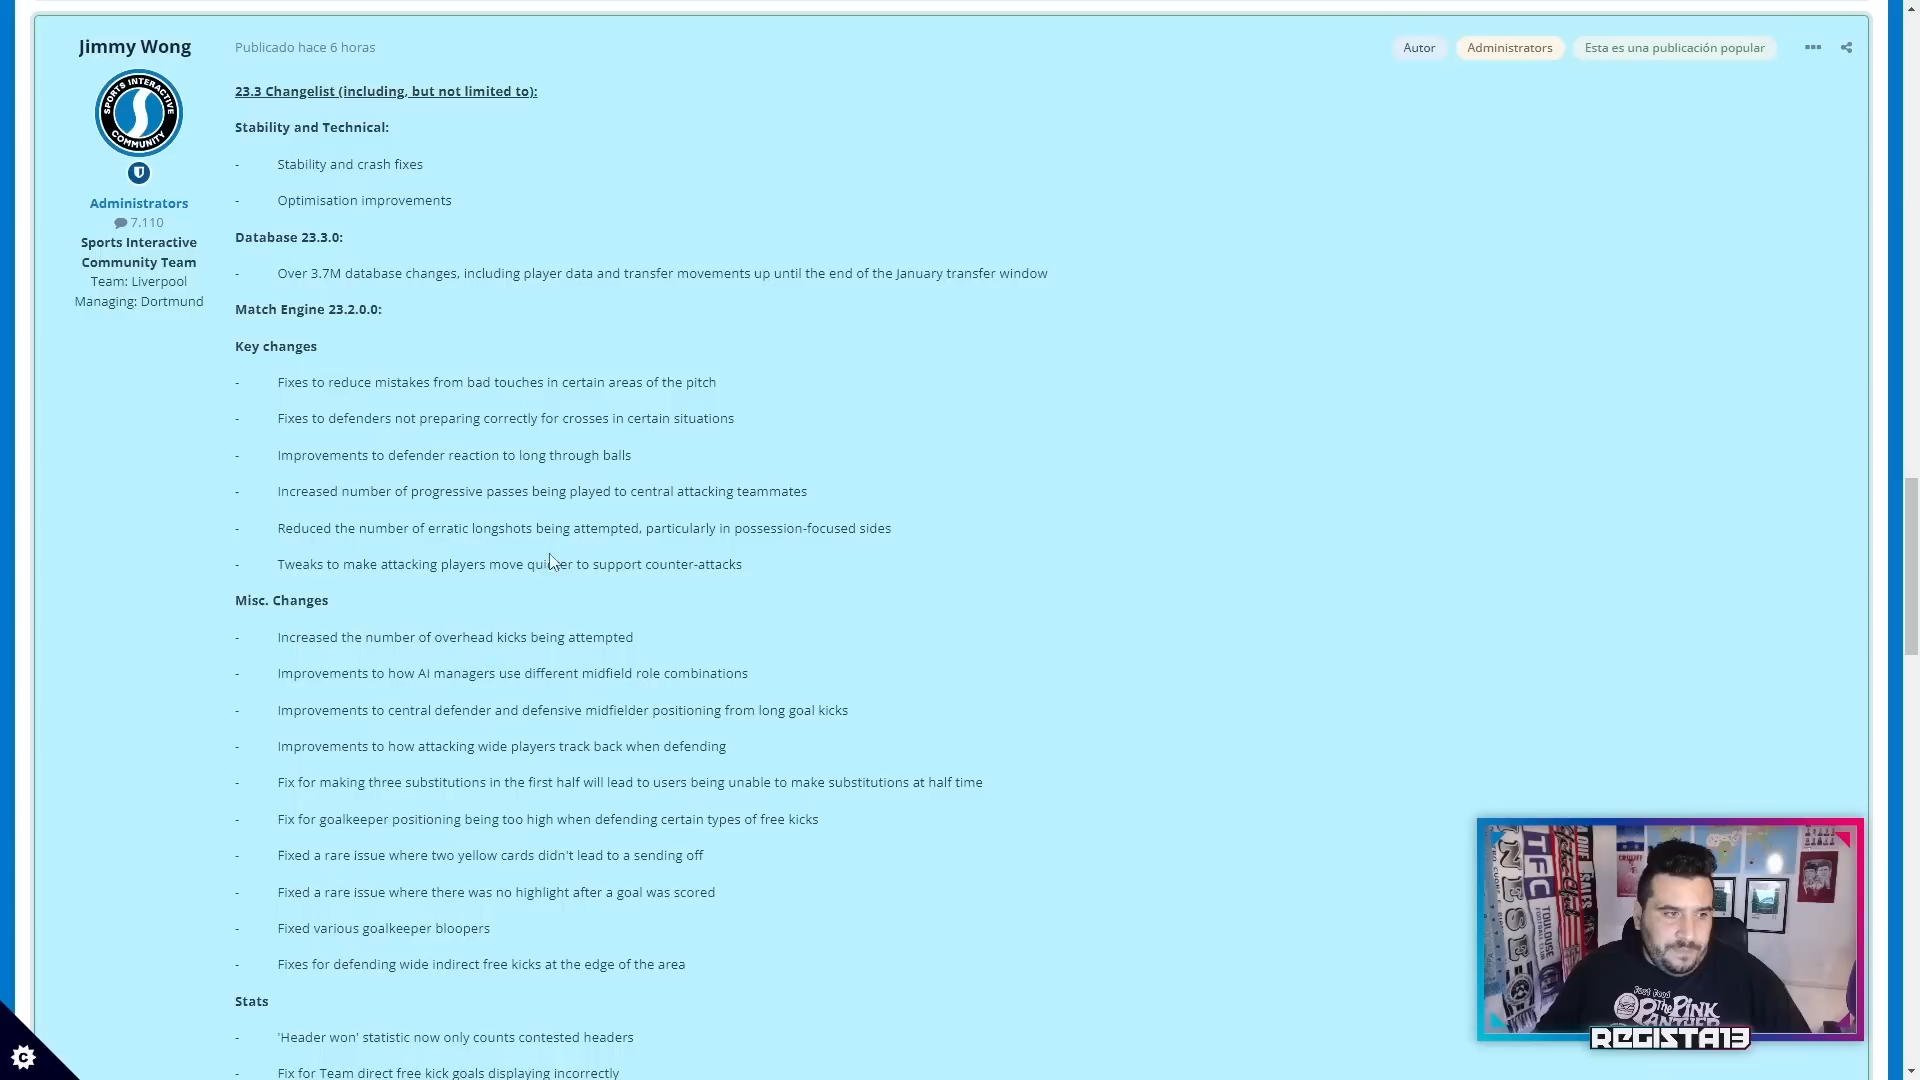 Jimmy Wong
Publicado hace 6 horas
Autor
Administrators
Esta es una publicación popular
SPORTS INTERACTIVE
COMMUNITY
Administrators
7.110
Sports Interactive
Community Team
Team: Liverpool
Managing: Dortmund
23.3 Changelist (including, but not limited to):
Stability and Technical:
- Stability and crash fixes
- Optimisation improvements
Database 23.3.0:
- Over 3.7M database changes, including player data and transfer movements up until the end of the January transfer window
Match Engine 23.2.0.0:
Key changes
- Fixes to reduce mistakes from bad touches in certain areas of the pitch
- Fixes to defenders not preparing correctly for crosses in certain situations
- Improvements to defender reaction to long through balls
- Increased number of progressive passes being played to central attacking teammates
- Reduced the number of erratic longshots being attempted, particularly in possession-focused sides
- Tweaks to make attacking players move quicker to support counter-attacks
Misc. Changes
- Increased the number of overhead kicks being attempted
- Improvements to how AI managers use different midfield role combinations
- Improvements to central defender and defensive midfielder positioning from long goal kicks
- Improvements to how attacking wide players track back when defending
- Fix for making three substitutions in the first half will lead to users being unable to make substitutions at half time
- Fix for goalkeeper positioning being too high when defending certain types of free kicks
- Fixed a rare issue where two yellow cards didn't lead to a sending off
- Fixed a rare issue where there was no highlight after a goal was scored
- Fixed various goalkeeper bloopers
- Fixes for defending wide indirect free kicks at the edge of the area
Stats
- 'Header won' statistic now only counts contested headers
- Fix for Team direct free kick goals displaying incorrectly
TFC
TOULOUSE
FOOTBALL CLUB
Fast Food
The PINK
PANTHER
REGISTA13